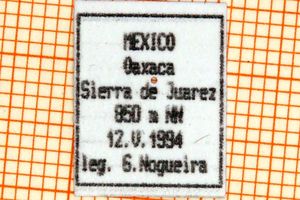 MEXICO
Oaxaca
Sierra de Juarez
850 m NN
12.V.1994
leg. G.Nogueira